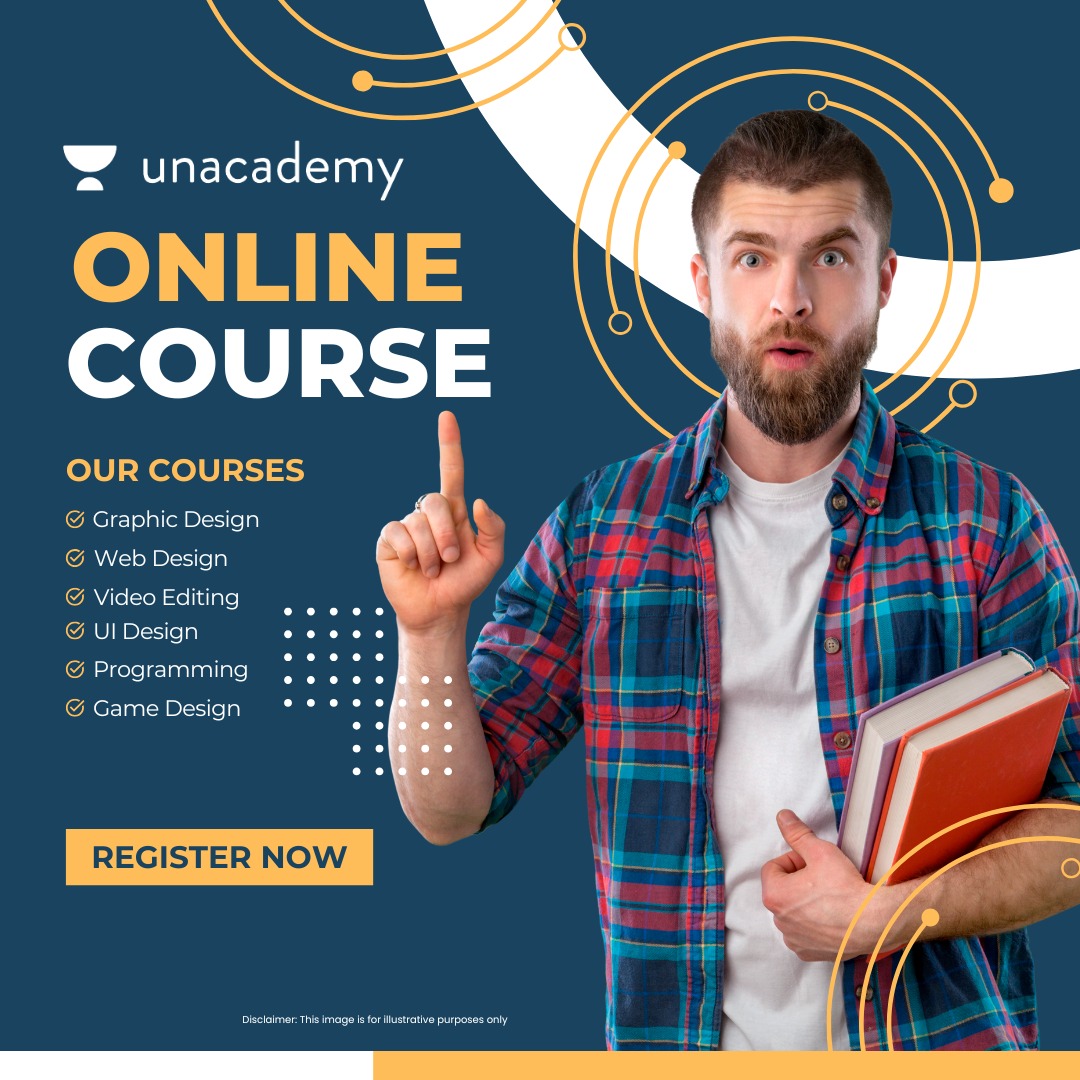 unacademy
ONLINE
COURSE
OUR COURSES
Graphic Design
Web Design
Video Editing
UI Design
Programming
Game Design
REGISTER NOW
Disclaimer: This image is for illustrative purposes only